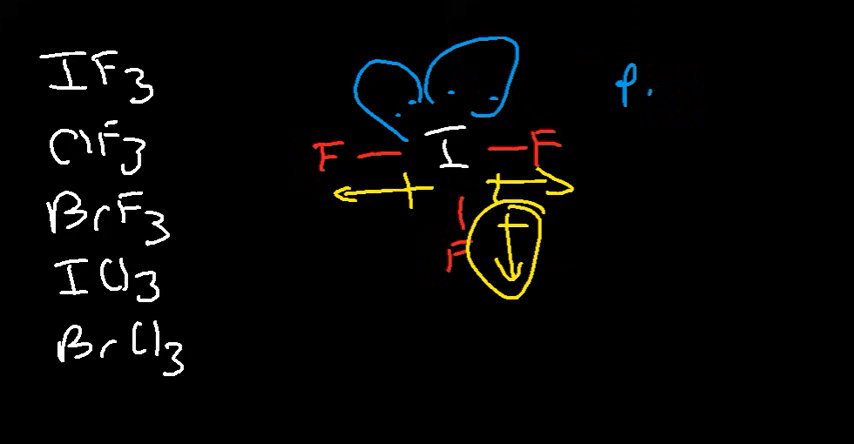 IF3
ClF3
BrF3
ICl3
BrCl3
F — I — F
F
p.